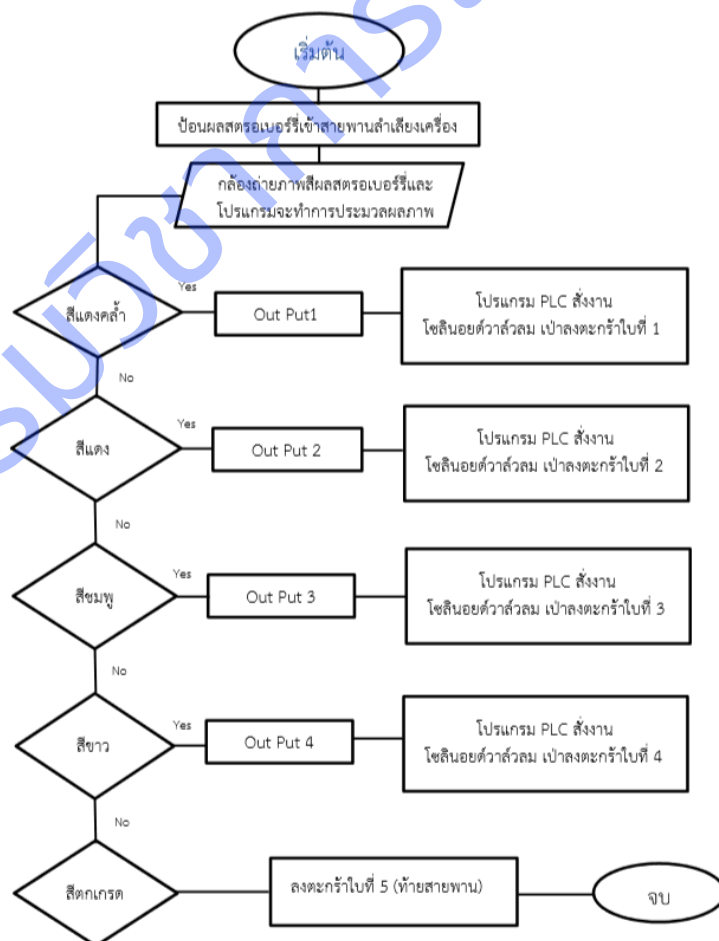 เริ่มต้น
ป้อนผลสตรอเบอร์รี่เข้าสายพานลำเลียงเครื่อง
กล้องถ่ายภาพสีผลสตรอเบอร์รี่และ
โปรแกรมจะทำการประมวลผลภาพ
สีแดงคล้ำ
Yes
Out Put1
โปรแกรม PLC สั่งงาน
โซลินอยด์วาล์วลม เป่าลงตะกร้าใบที่ 1
No
สีแดง
Yes
Out Put 2
โปรแกรม PLC สั่งงาน
โซลินอยด์วาล์วลม เป่าลงตะกร้าใบที่ 2
No
สีชมพู
Yes
Out Put 3
โปรแกรม PLC สั่งงาน
โซลินอยด์วาล์วลม เป่าลงตะกร้าใบที่ 3
No
สีขาว
Yes
Out Put 4
โปรแกรม PLC สั่งงาน
โซลินอยด์วาล์วลม เป่าลงตะกร้าใบที่ 4
No
สีตกเกรด
ลงตะกร้าใบที่ 5 (ท้ายสายพาน)
จบ